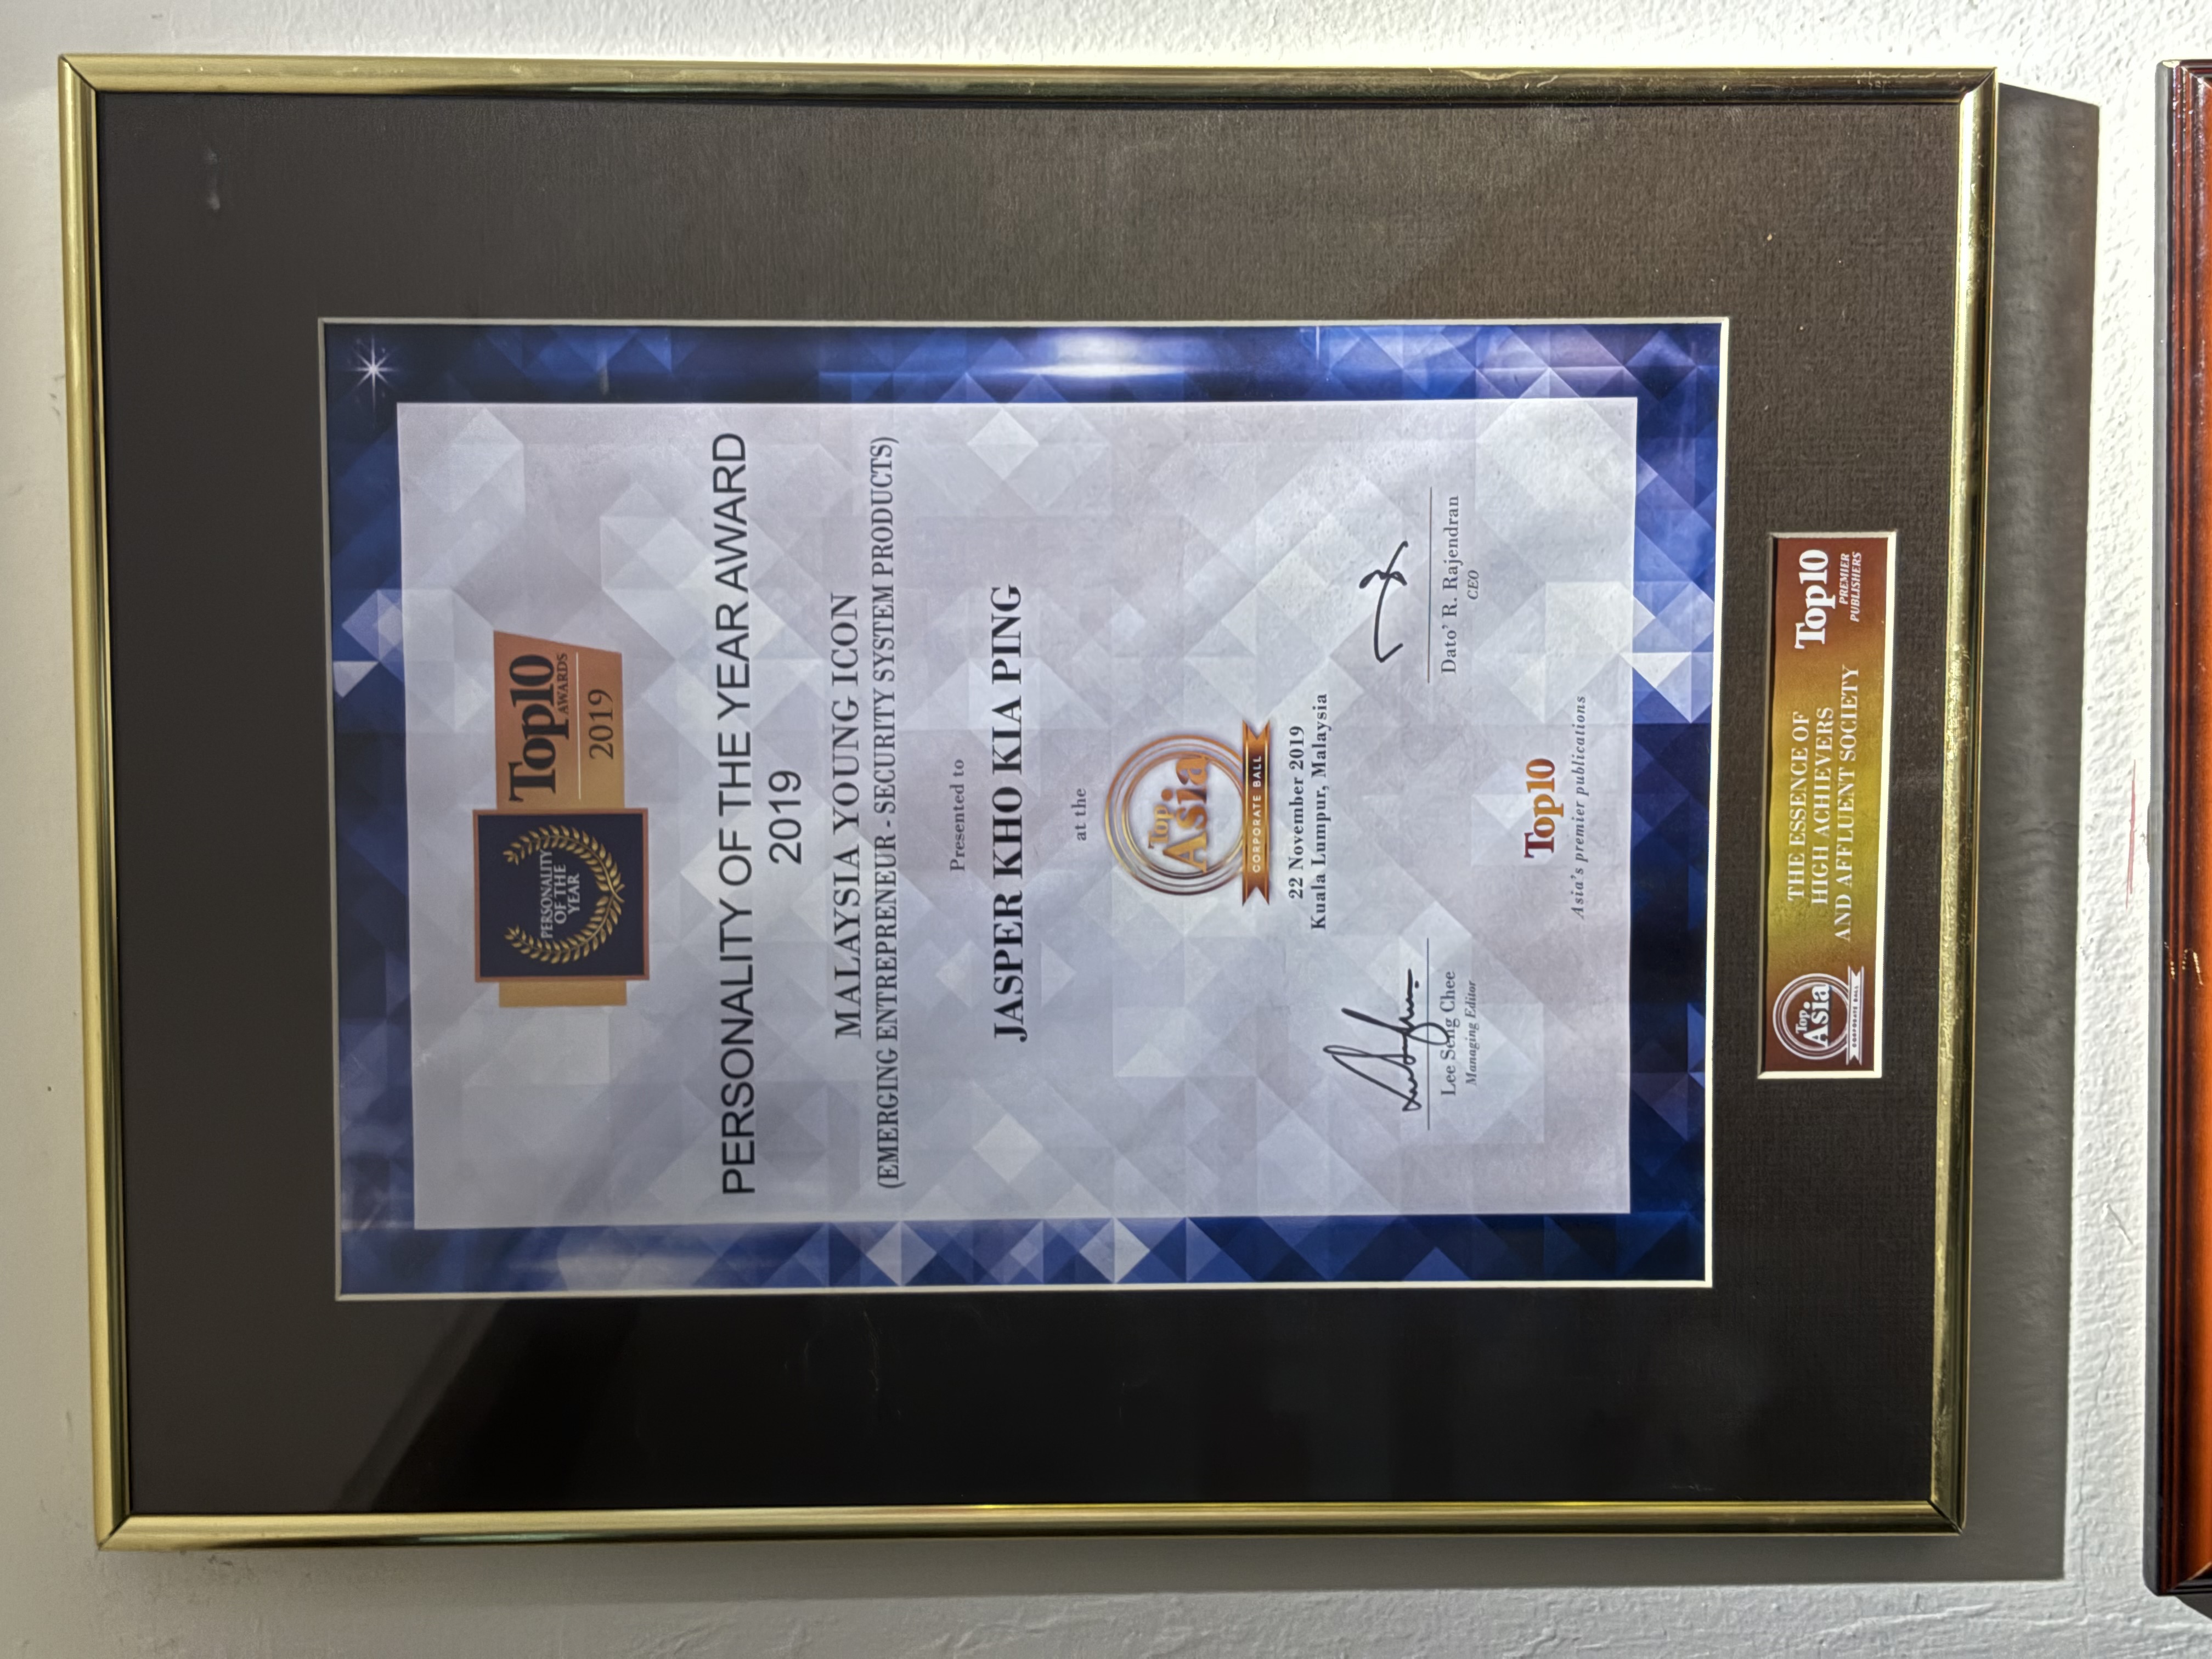 PERSONALITY
OF THE
YEAR
Top10
AWARDS
2019
PERSONALITY OF THE YEAR AWARD
2019
MALAYSIA YOUNG ICON
(EMERGING ENTREPRENEUR - SECURITY SYSTEM PRODUCTS)
Presented to
JASPER KHO KIA PING
at the
Top
Asia
CORPORATE BALL
22 November 2019
Kuala Lumpur, Malaysia
Lee Seng Chee
Managing Editor
Dato' R. Rajendran
CEO
Top10
Asia's premier publications
Top
Asia
CORPORATE BALL
THE ESSENCE OF
HIGH ACHIEVERS
AND AFFLUENT SOCIETY
Top10
PREMIER
PUBLISHERS